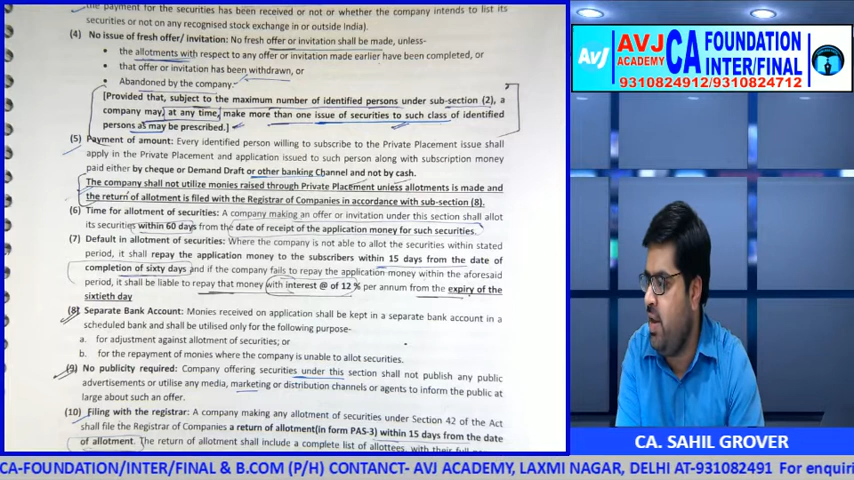 the payment for the securities has been received or not or whether the company intends to list its
securities or not on any recognised stock exchange in or outside India).
(4) No issue of fresh offer/ invitation: No fresh offer or invitation shall be made, unless-
• the allotments with respect to any offer or invitation made earlier have been completed, or
• that offer or invitation has been withdrawn, or
• Abandoned by the company.
[Provided that, subject to the maximum number of identified persons under sub-section (2), a
company may, at any time, make more than one issue of securities to such class of identified
persons as may be prescribed.]
(5) Payment of amount: Every identified person willing to subscribe to the Private Placement issue shall
apply in the Private Placement and application issued to such person along with subscription money
paid either by cheque or Demand Draft or other banking Channel and not by cash.
The company shall not utilize monies raised through Private Placement unless allotments is made and
the return of allotment is filed with the Registrar of Companies in accordance with sub-section (8).
(6) Time for allotment of securities: A company making an offer or invitation under this section shall allot
its securities within 60 days from the date of receipt of the application money for such securities.
(7) Default in allotment of securities: Where the company is not able to allot the securities within stated
period, it shall repay the application money to the subscribers within 15 days from the date of
completion of sixty days and if the company fails to repay the application money within the aforesaid
period, it shall be liable to repay that money with interest @ of 12 % per annum from the expiry of the
sixtieth day
(8) Separate Bank Account: Monies received on application shall be kept in a separate bank account in a
scheduled bank and shall be utilised only for the following purpose-
a. for adjustment against allotment of securities; or
b. for the repayment of monies where the company is unable to allot securities.
(9) No publicity required: Company offering securities under this section shall not publish any public
advertisements or utilise any media, marketing or distribution channels or agents to inform the public at
large about such an offer.
(10) Filing with the registrar: A company making any allotment of securities under Section 42 of the Act
shall file the Registrar of Companies a return of allotment(in form PAS-3) within 15 days from the date
of allotment. The return of allotment shall include a complete list of allottees, with their full
AVJ
AVJ
ACADEMY
CA
FOUNDATION
INTER/FINAL
9310824912/9310824712
CA. SAHIL GROVER
CA-FOUNDATION/INTER/FINAL & B.COM (P/H) CONTANCT- AVJ ACADEMY, LAXMI NAGAR, DELHI AT-931082491 For enquiri